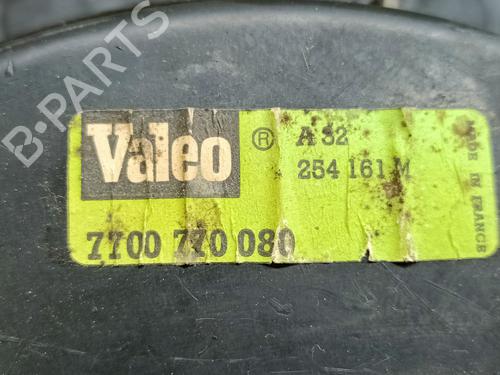 B-PARTS
Valeo ® A 32
254 161 M
7700 770 080
MADE IN FRANCE